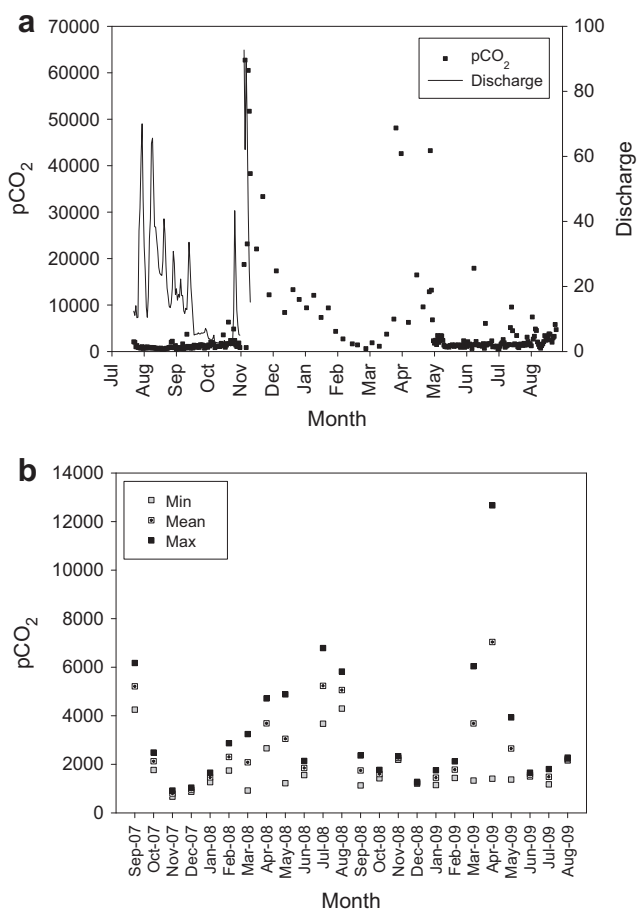 a
70000
60000
50000
40000
30000
20000
10000
0
pCO2
100
80
60
40
20
0
Discharge
pCO2
Discharge
Jul Aug Sep Oct Nov Dec Jan Feb Mar Apr May Jun Jul Aug
Month
b
14000
12000
10000
8000
6000
4000
2000
0
pCO2
Min
Mean
Max
Sep-07 Oct-07 Nov-07 Dec-07 Jan-08 Feb-08 Mar-08 Apr-08 May-08 Jun-08 Jul-08 Aug-08 Sep-08 Oct-08 Nov-08 Dec-08 Jan-09 Feb-09 Mar-09 Apr-09 May-09 Jun-09 Jul-09 Aug-09
Month